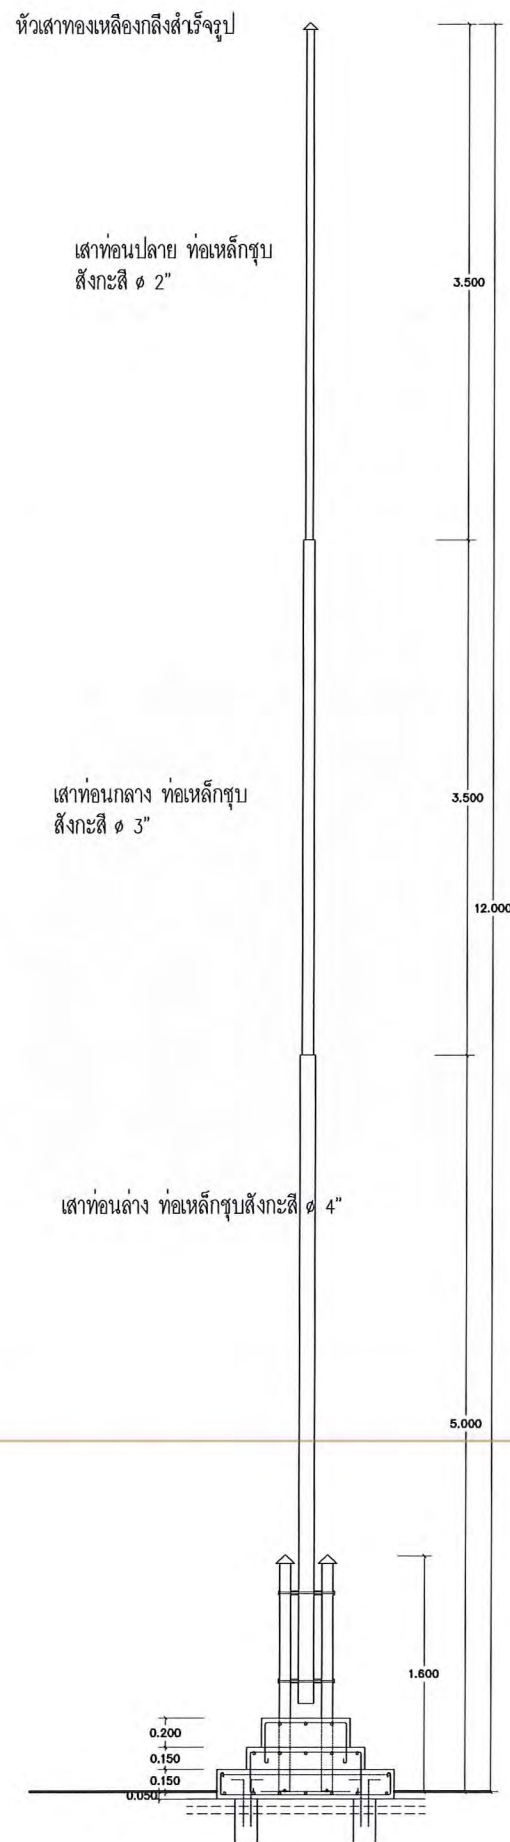 หัวเสาทองเหลืองกลึงสำเร็จรูป
เสาท่อนปลาย ท่อเหล็กชุบ
สังกะสี ø 2"
3.500
เสาท่อนกลาง ท่อเหล็กชุบ
สังกะสี ø 3"
3.500
12.000
เสาท่อนล่าง ท่อเหล็กชุบสังกะสี ø 4"
5.000
1.600
0.200
0.150
0.150
0.050